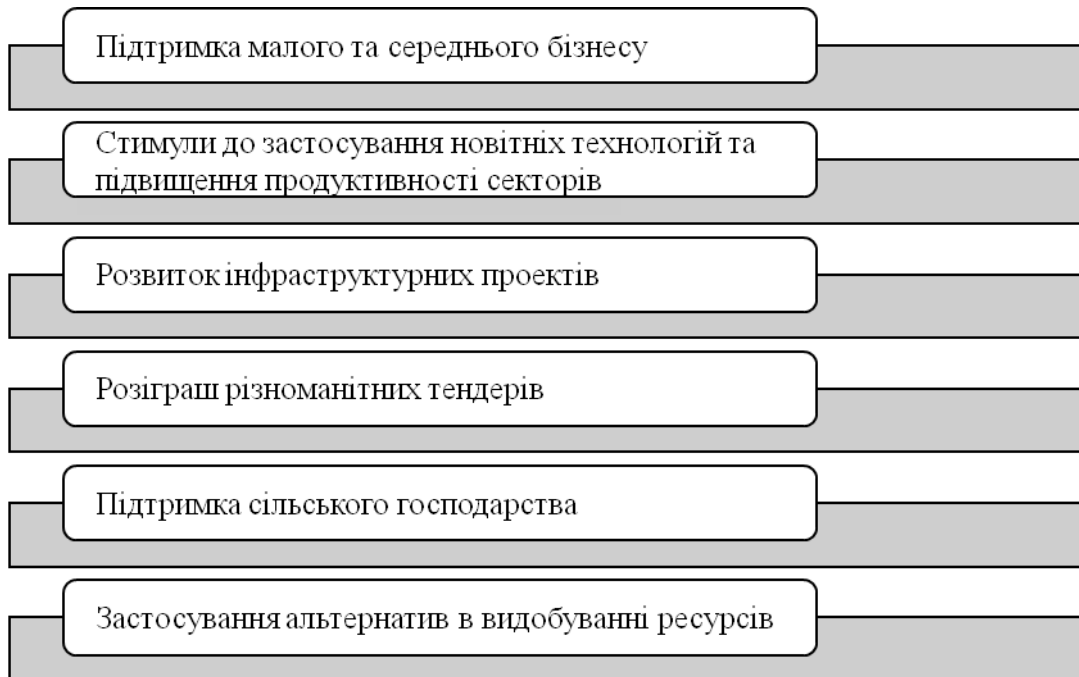 Підтримка малого та середнього бізнесу
Стимули до застосування новітніх технологій та
підвищення продуктивності секторів
Розвиток інфраструктурних проектів
Розіграш різноманітних тендерів
Підтримка сільського господарства
Застосування альтернатив в видобуванні ресурсів